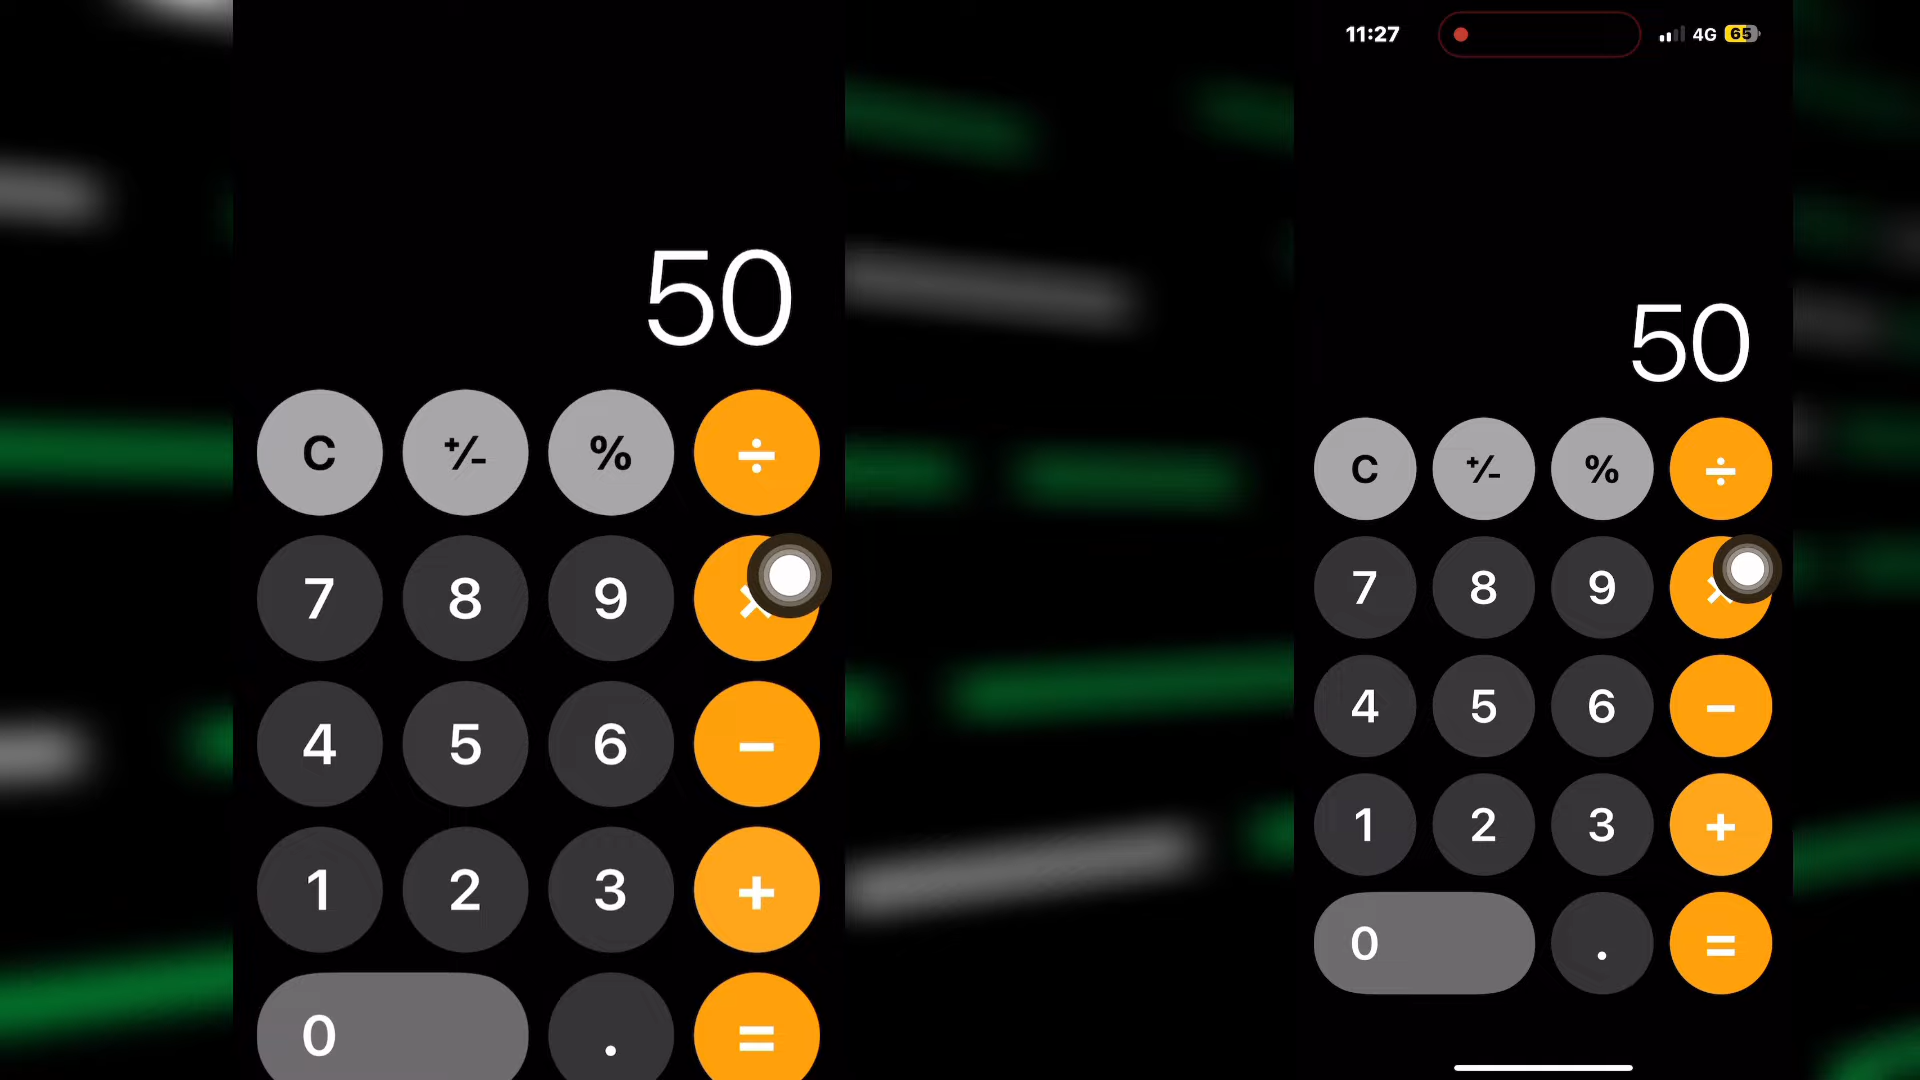 50
C +/- % ÷
7 8 9 ×
4 5 6 −
1 2 3 +
0 . =
11:27 4G 65
50
C +/- % ÷
7 8 9 ×
4 5 6 −
1 2 3 +
0 . =